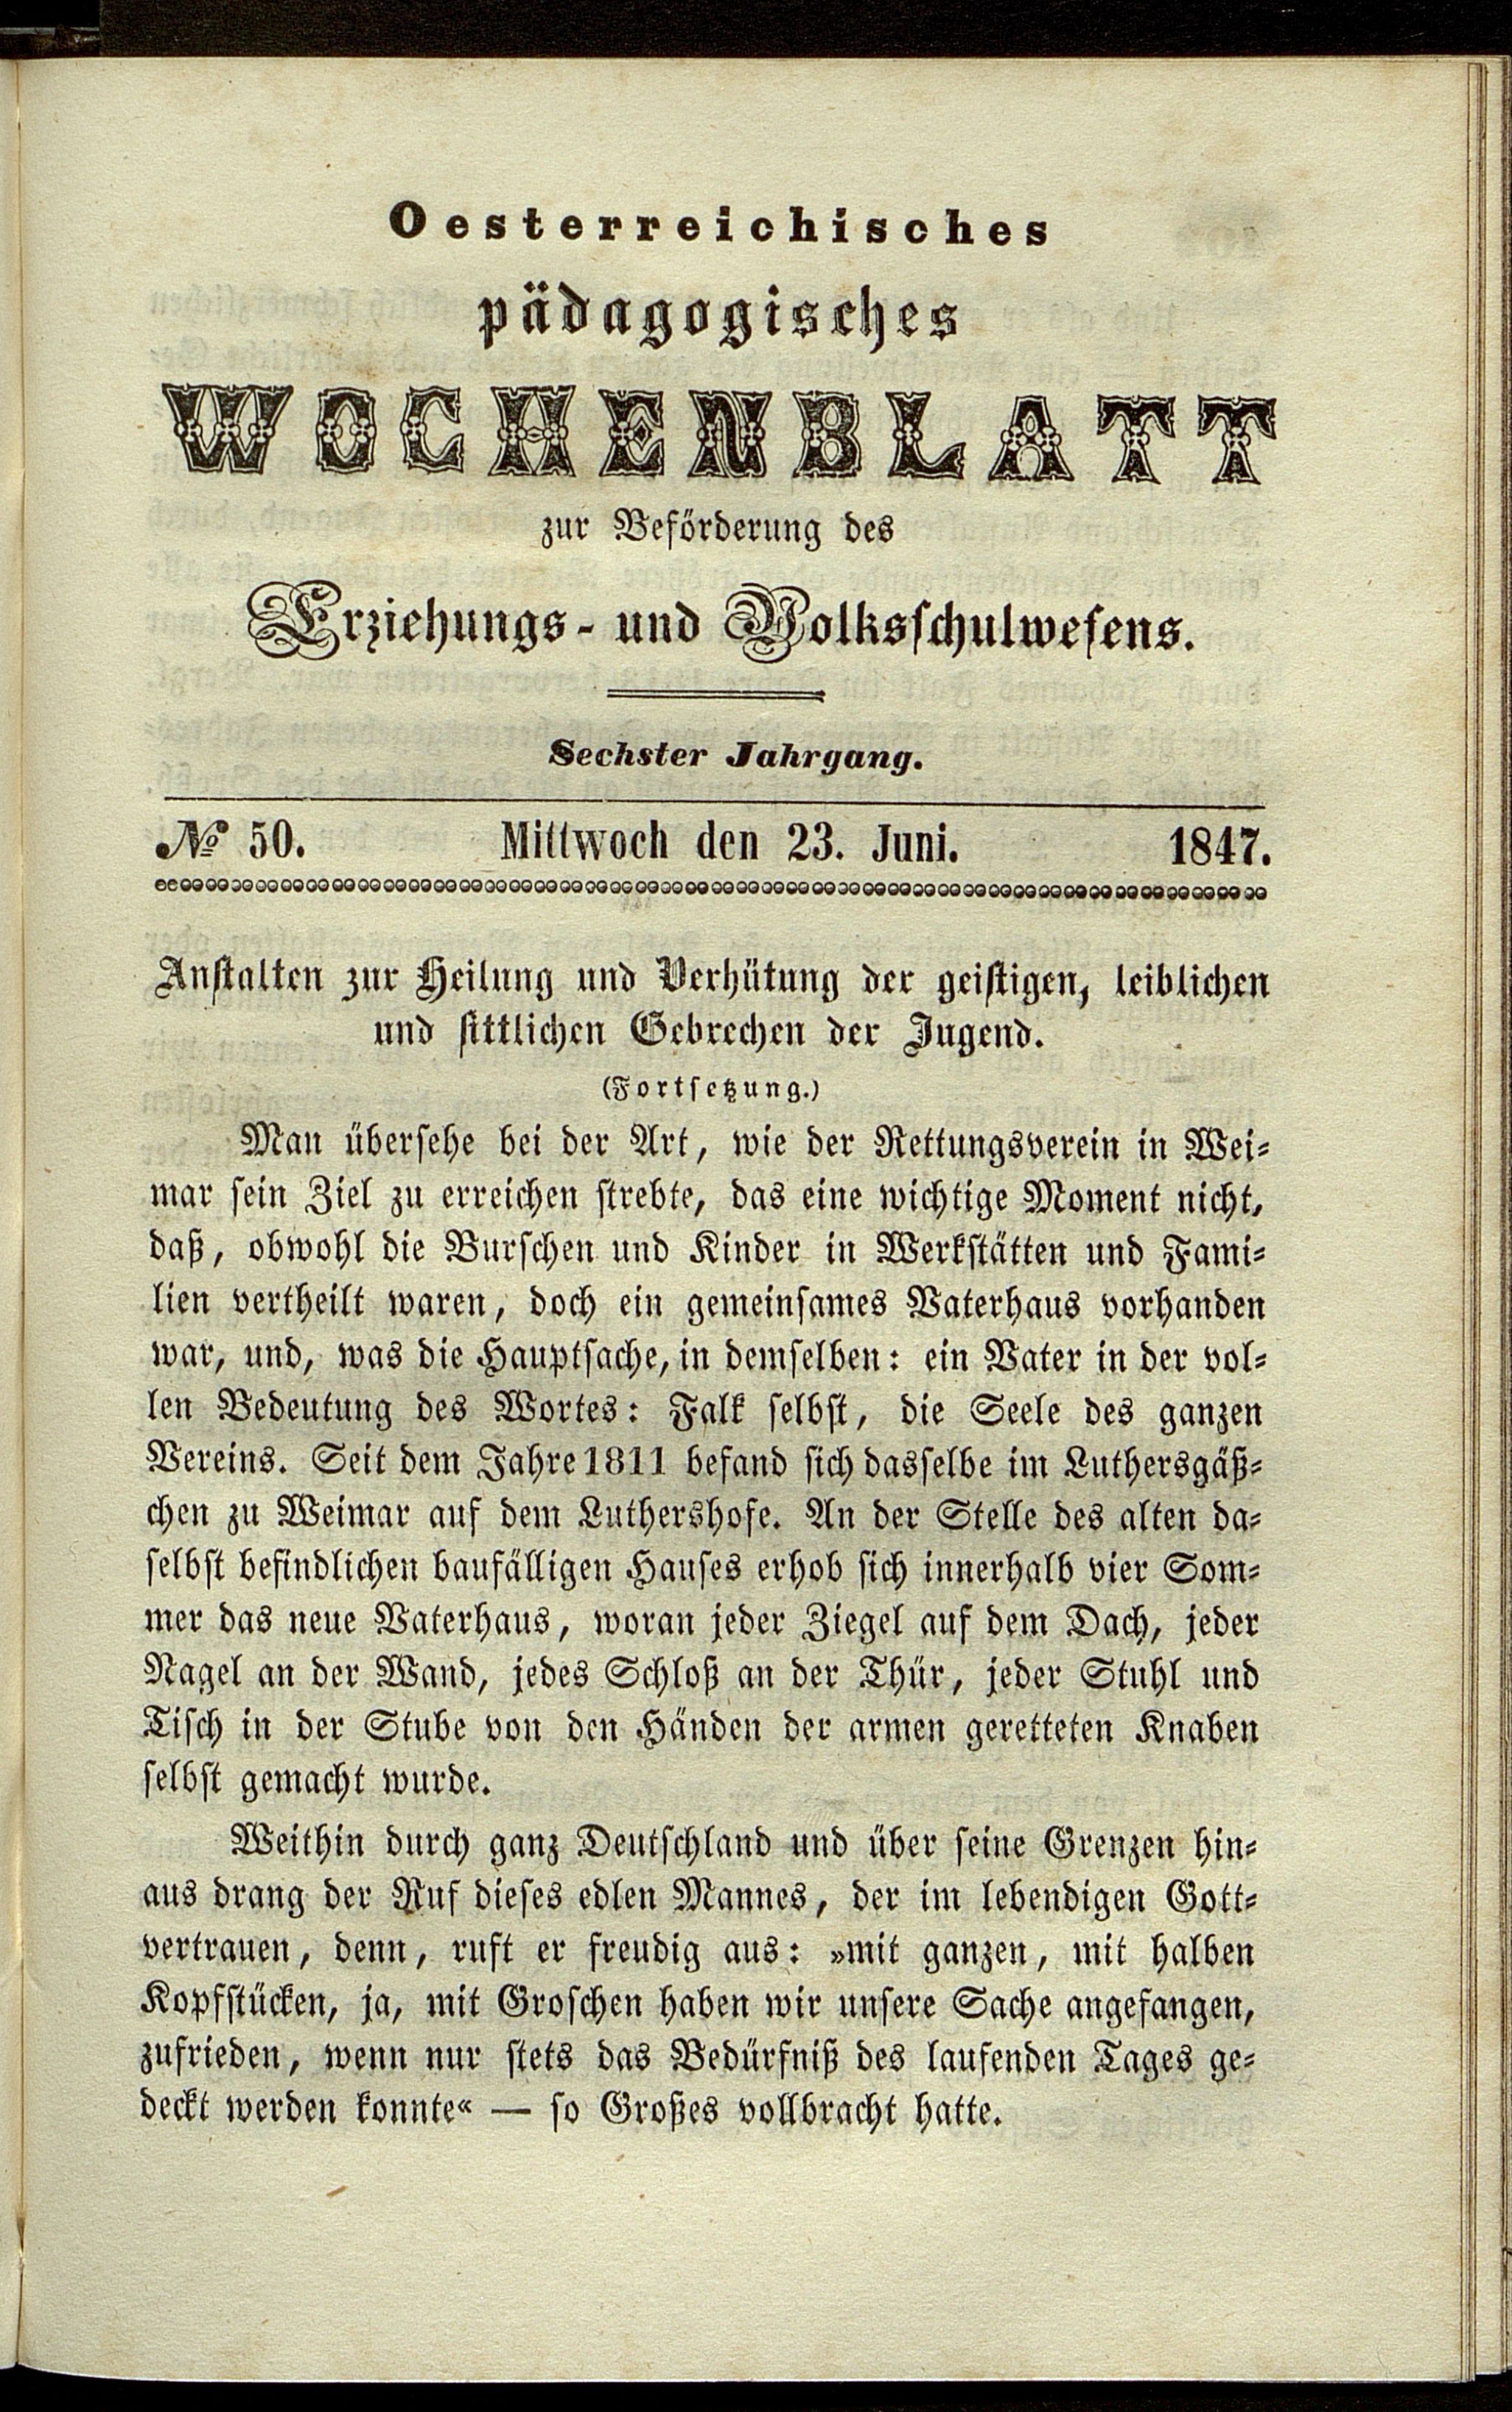 Oesterreichisches
pädagogisches
WOCHENBLATT
zur Beförderung des
Erziehungs- und Volksschulwesens.
Sechster Jahrgang.
№ 50. Mittwoch den 23. Juni. 1847.
Anstalten zur Heilung und Verhütung der geistigen, leiblichen
und sittlichen Gebrechen der Jugend.
(Fortsetzung.)
Man übersehe bei der Art, wie der Rettungsverein in Wei-
mar sein Ziel zu erreichen strebte, das eine wichtige Moment nicht,
daß, obwohl die Burschen und Kinder in Werkstätten und Fami-
lien vertheilt waren, doch ein gemeinsames Vaterhaus vorhanden
war, und, was die Hauptsache, in demselben: ein Vater in der vol-
len Bedeutung des Wortes: Falk selbst, die Seele des ganzen
Vereins. Seit dem Jahre 1811 befand sich dasselbe im Luthersgäß-
chen zu Weimar auf dem Luthershofe. An der Stelle des alten da-
selbst befindlichen baufälligen Hauses erhob sich innerhalb vier Som-
mer das neue Vaterhaus, woran jeder Ziegel auf dem Dach, jeder
Nagel an der Wand, jedes Schloß an der Thür, jeder Stuhl und
Tisch in der Stube von den Händen der armen geretteten Knaben
selbst gemacht wurde.
Weithin durch ganz Deutschland und über seine Grenzen hin-
aus drang der Ruf dieses edlen Mannes, der im lebendigen Gott-
vertrauen, denn, ruft er freudig aus: »mit ganzen, mit halben
Kopfstücken, ja, mit Groschen haben wir unsere Sache angefangen,
zufrieden, wenn nur stets das Bedürfniß des laufenden Tages ge-
deckt werden konnte« — so Großes vollbracht hatte.